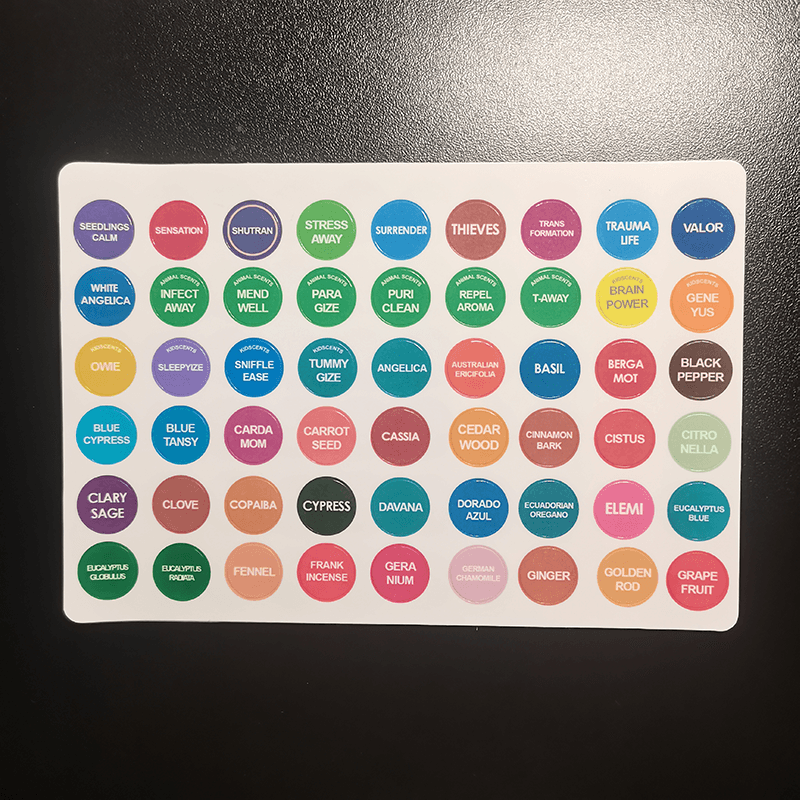 SEEDLINGS
CALM
SENSATION
SHUTRAN
STRESS
AWAY
SURRENDER
THIEVES
TRANS
FORMATION
TRAUMA
LIFE
VALOR
WHITE
ANGELICA
ANIMAL SCENTS
INFECT
AWAY
ANIMAL SCENTS
MEND
WELL
ANIMAL SCENTS
PARA
GIZE
ANIMAL SCENTS
PURI
CLEAN
ANIMAL SCENTS
REPEL
AROMA
ANIMAL SCENTS
T-AWAY
KIDSCENTS
BRAIN
POWER
KIDSCENTS
GENE
YUS
KIDSCENTS
OWIE
KIDSCENTS
SLEEPYIZE
KIDSCENTS
SNIFFLE
EASE
KIDSCENTS
TUMMY
GIZE
ANGELICA
AUSTRALIAN
ERICIFOLIA
BASIL
BERGA
MOT
BLACK
PEPPER
BLUE
CYPRESS
BLUE
TANSY
CARDA
MOM
CARROT
SEED
CASSIA
CEDAR
WOOD
CINNAMON
BARK
CISTUS
CITRO
NELLA
CLARY
SAGE
CLOVE
COPAIBA
CYPRESS
DAVANA
DORADO
AZUL
ECUADORIAN
OREGANO
ELEMI
EUCALYPTUS
BLUE
EUCALYPTUS
GLOBULUS
EUCALYPTUS
RADIATA
FENNEL
FRANK
INCENSE
GERA
NIUM
GERMAN
CHAMOMILE
GINGER
GOLDEN
ROD
GRAPE
FRUIT